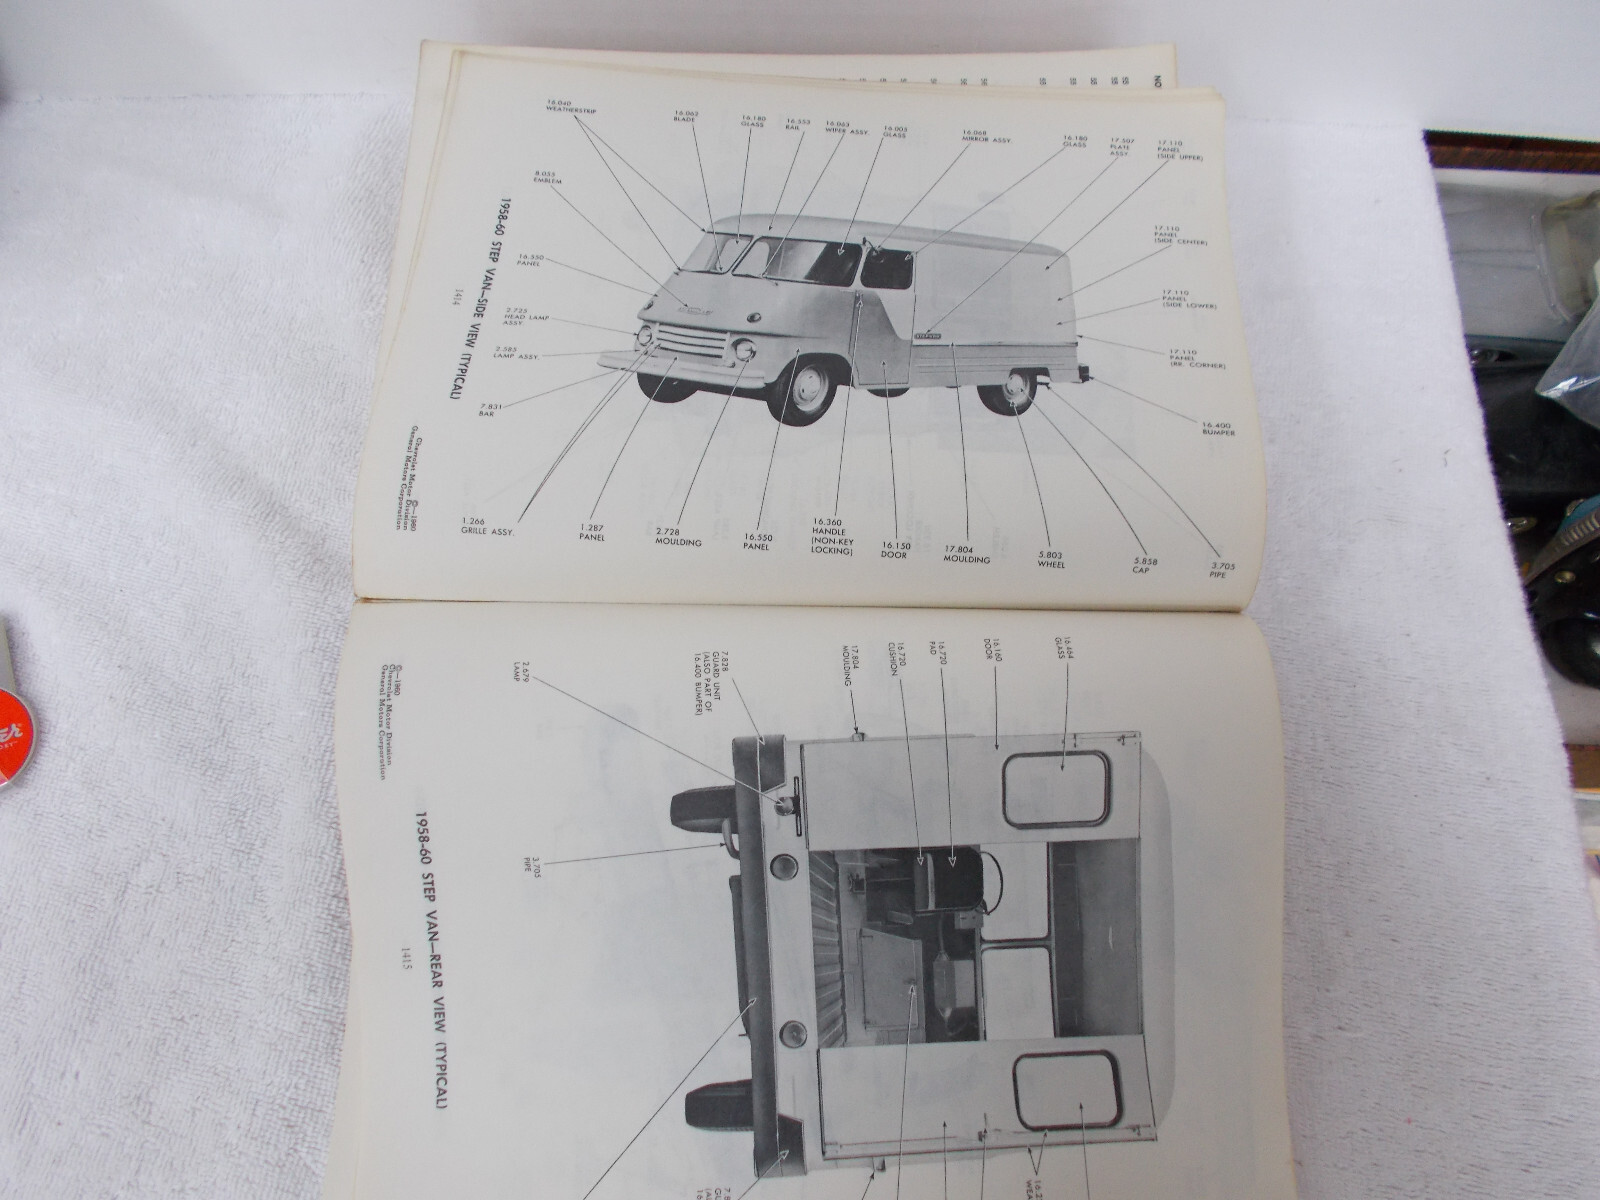 NO
16.040
WEATHERSTRIP
16.062
BLADE
16.180
GLASS
16.553
RAIL
16.063
WIPER ASSY.
16.005
GLASS
16.068
MIRROR ASSY.
16.180
GLASS
17.507
PLATE
ASSY.
17.110
PANEL
(SIDE UPPER)
8.055
EMBLEM
17.110
PANEL
(SIDE CENTER)
16.550
PANEL
17.110
PANEL
(SIDE LOWER)
2.725
HEAD LAMP
ASSY.
2.585
LAMP ASSY.
17.110
PANEL
(RR. CORNER)
7.831
BAR
16.400
BUMPER
1.266
GRILLE ASSY.
1.287
PANEL
2.728
MOULDING
16.550
PANEL
16.360
HANDLE
(NON-KEY
LOCKING)
16.150
DOOR
17.804
MOULDING
5.803
WHEEL
5.858
CAP
3.705
PIPE
1958-60 STEP VAN—SIDE VIEW (TYPICAL)
1414
©—1960
Chevrolet Motor Division
General Motors Corporation
16.464
GLASS
16.160
DOOR
16.720
PAD
16.720
CUSHION
17.804
MOULDING
7.828
GUARD UNIT
(ALSO PART OF
16.400 BUMPER)
2.679
LAMP
3.705
PIPE
©—1960
Chevrolet Motor Division
General Motors Corporation
1958-60 STEP VAN—REAR VIEW (TYPICAL)
1415